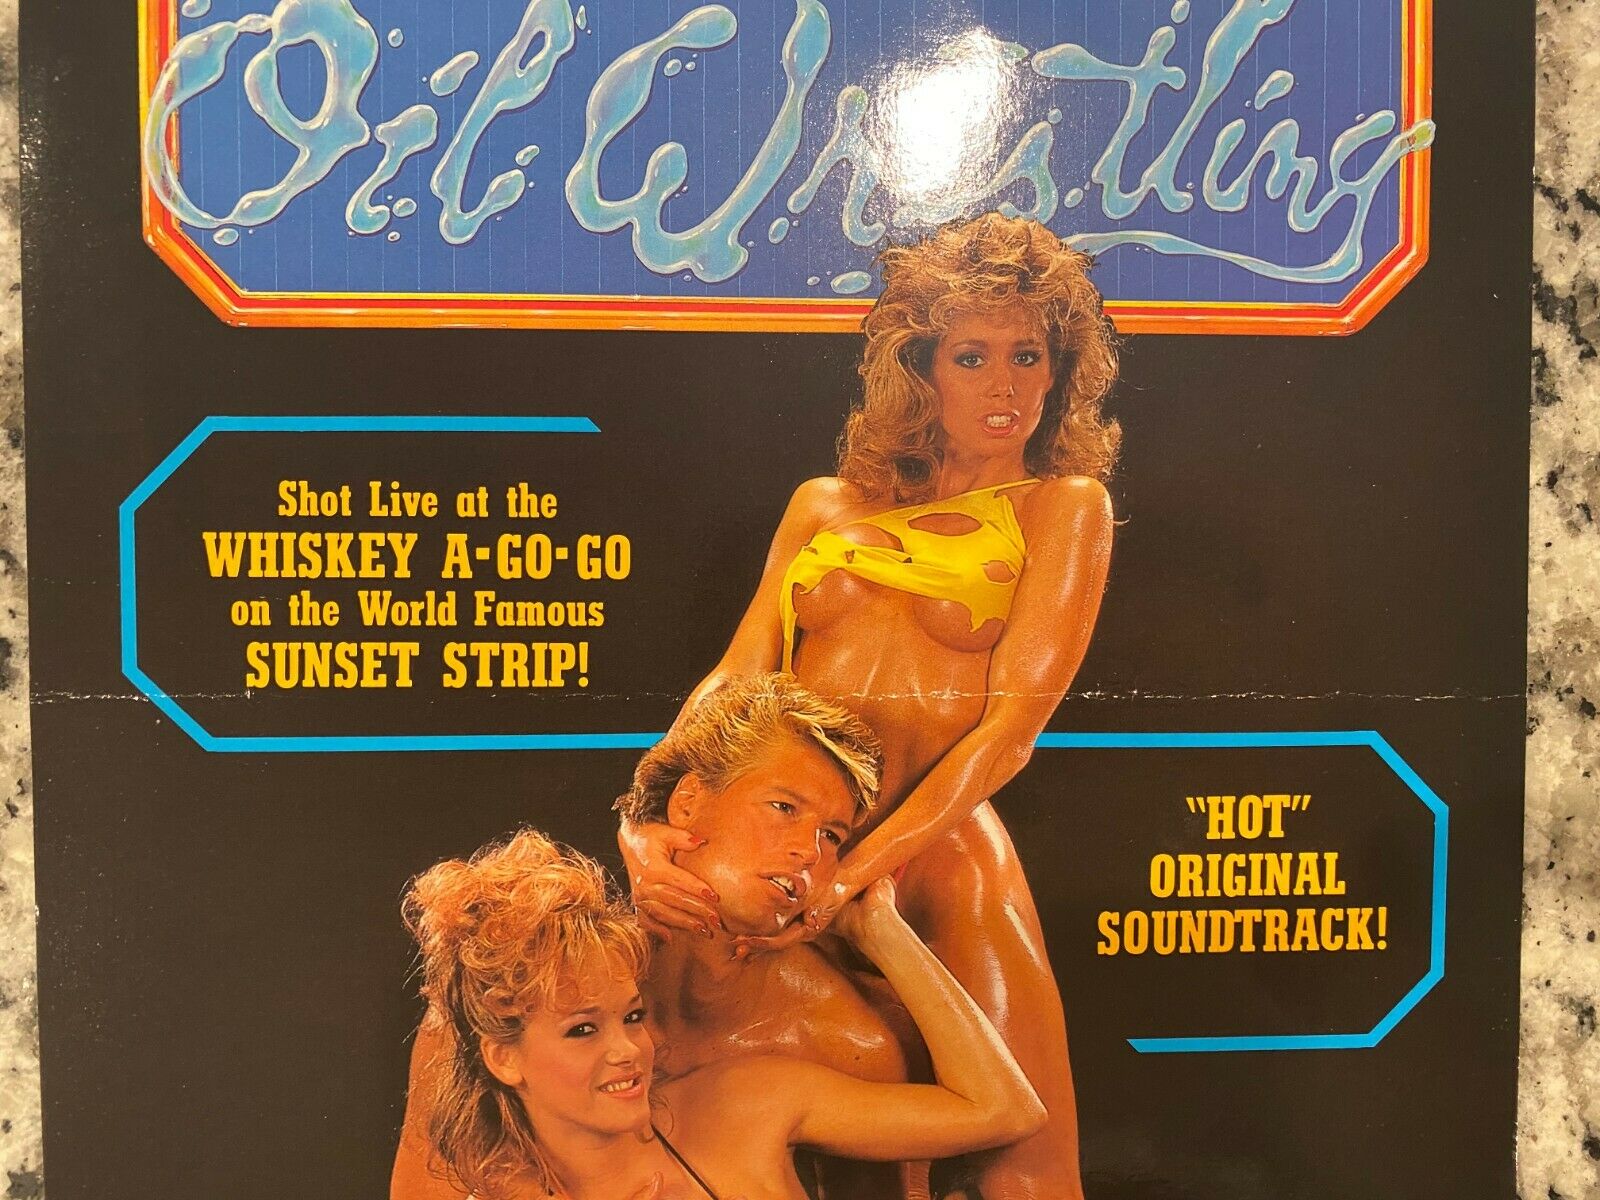 Oil Wrestling
Shot Live at the
WHISKEY A-GO-GO
on the World Famous
SUNSET STRIP!
"HOT"
ORIGINAL
SOUNDTRACK!